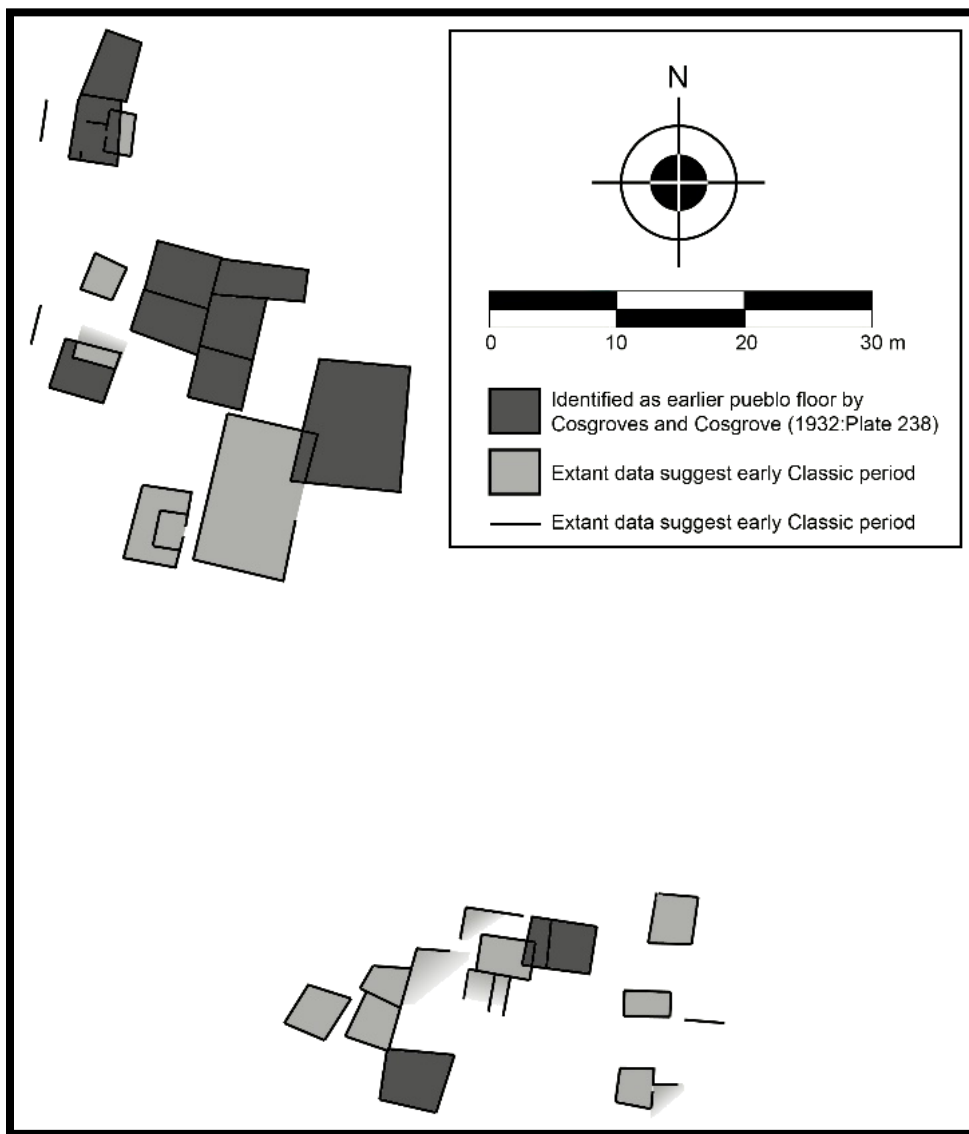 N
0 10 20 30 m
Identified as earlier pueblo floor by
Cosgroves and Cosgrove (1932:Plate 238)
Extant data suggest early Classic period
Extant data suggest early Classic period